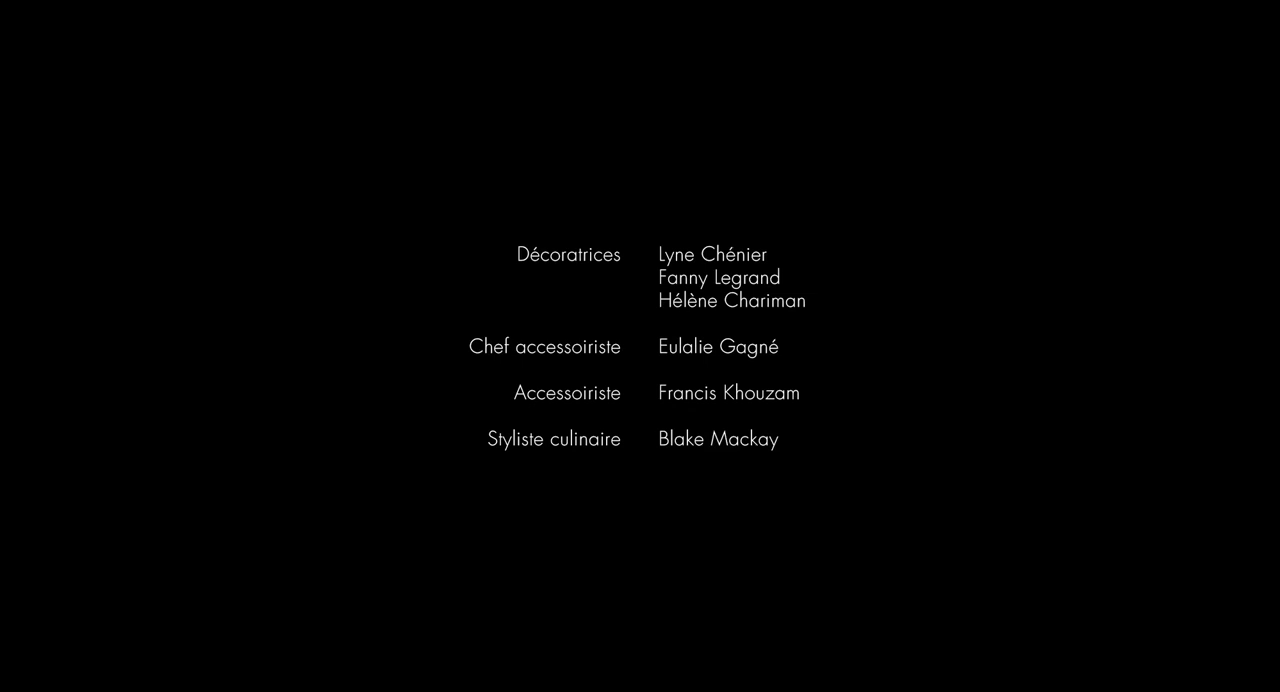 Décoratrices Lyne Chénier
Fanny Legrand
Hélène Chariman
Chef accessoiriste Eulalie Gagné
Accessoiriste Francis Khouzam
Styliste culinaire Blake Mackay